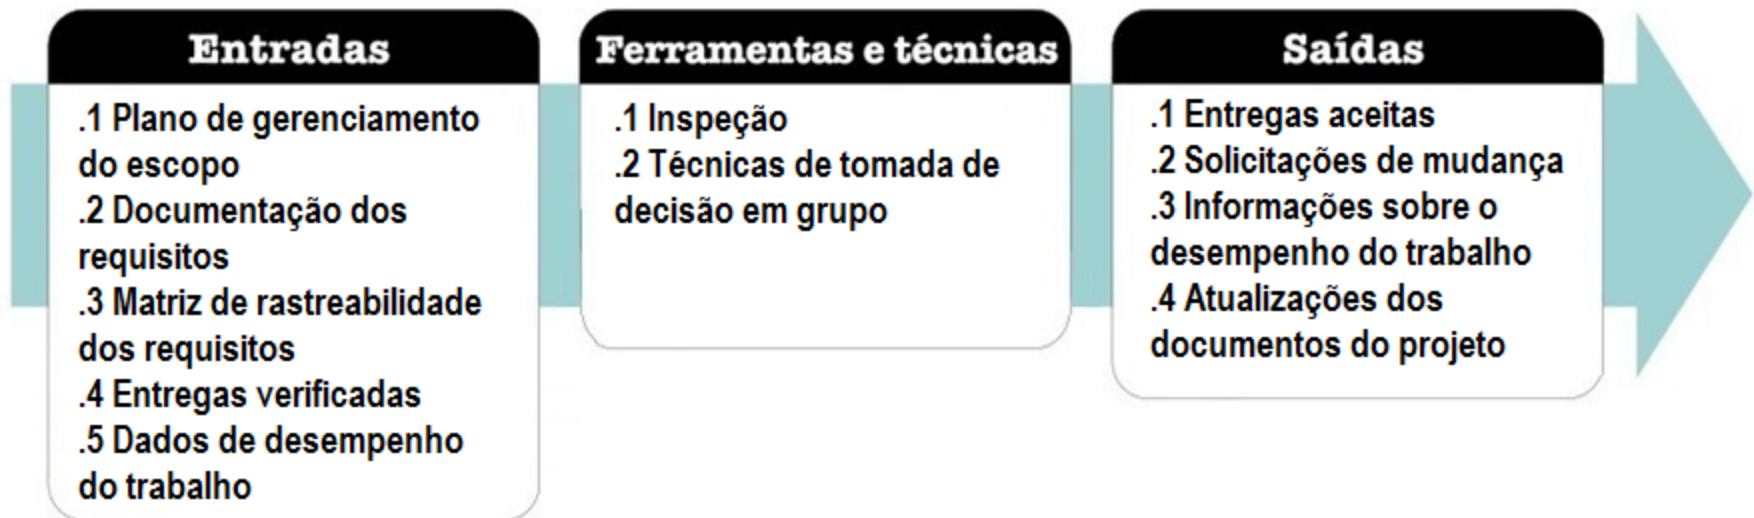 Entradas
.1 Plano de gerenciamento
do escopo
.2 Documentação dos
requisitos
.3 Matriz de rastreabilidade
dos requisitos
.4 Entregas verificadas
.5 Dados de desempenho
do trabalho
Ferramentas e técnicas
.1 Inspeção
.2 Técnicas de tomada de
decisão em grupo
Saídas
.1 Entregas aceitas
.2 Solicitações de mudança
.3 Informações sobre o
desempenho do trabalho
.4 Atualizações dos
documentos do projeto